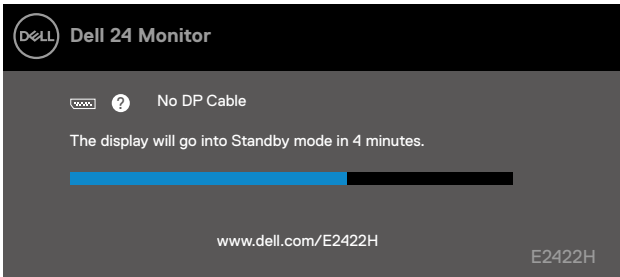 DELL
Dell 24 Monitor
? No DP Cable
The display will go into Standby mode in 4 minutes.
www.dell.com/E2422H
E2422H